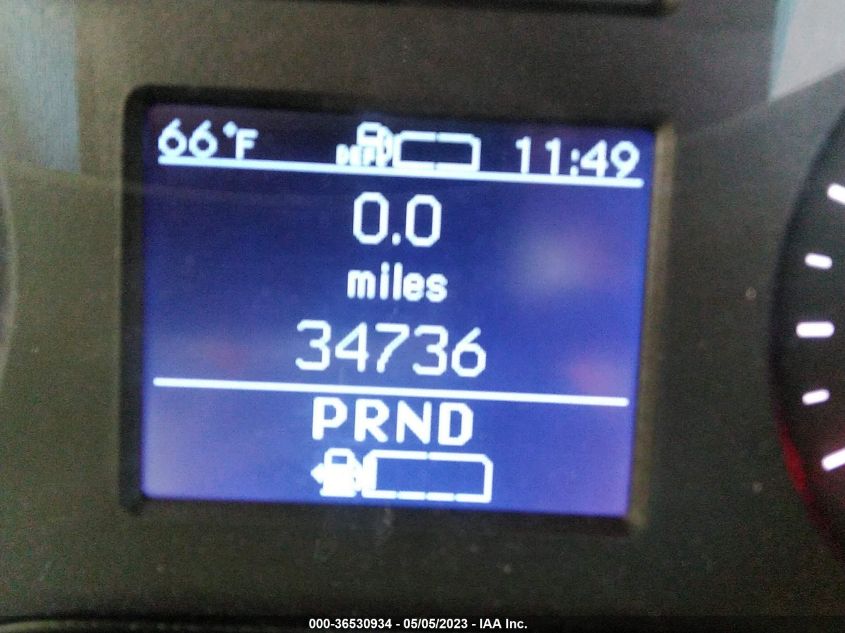 66°F DEF 11:49
0.0
miles
34736
PRND
000-36530934 - 05/05/2023 - IAA Inc.